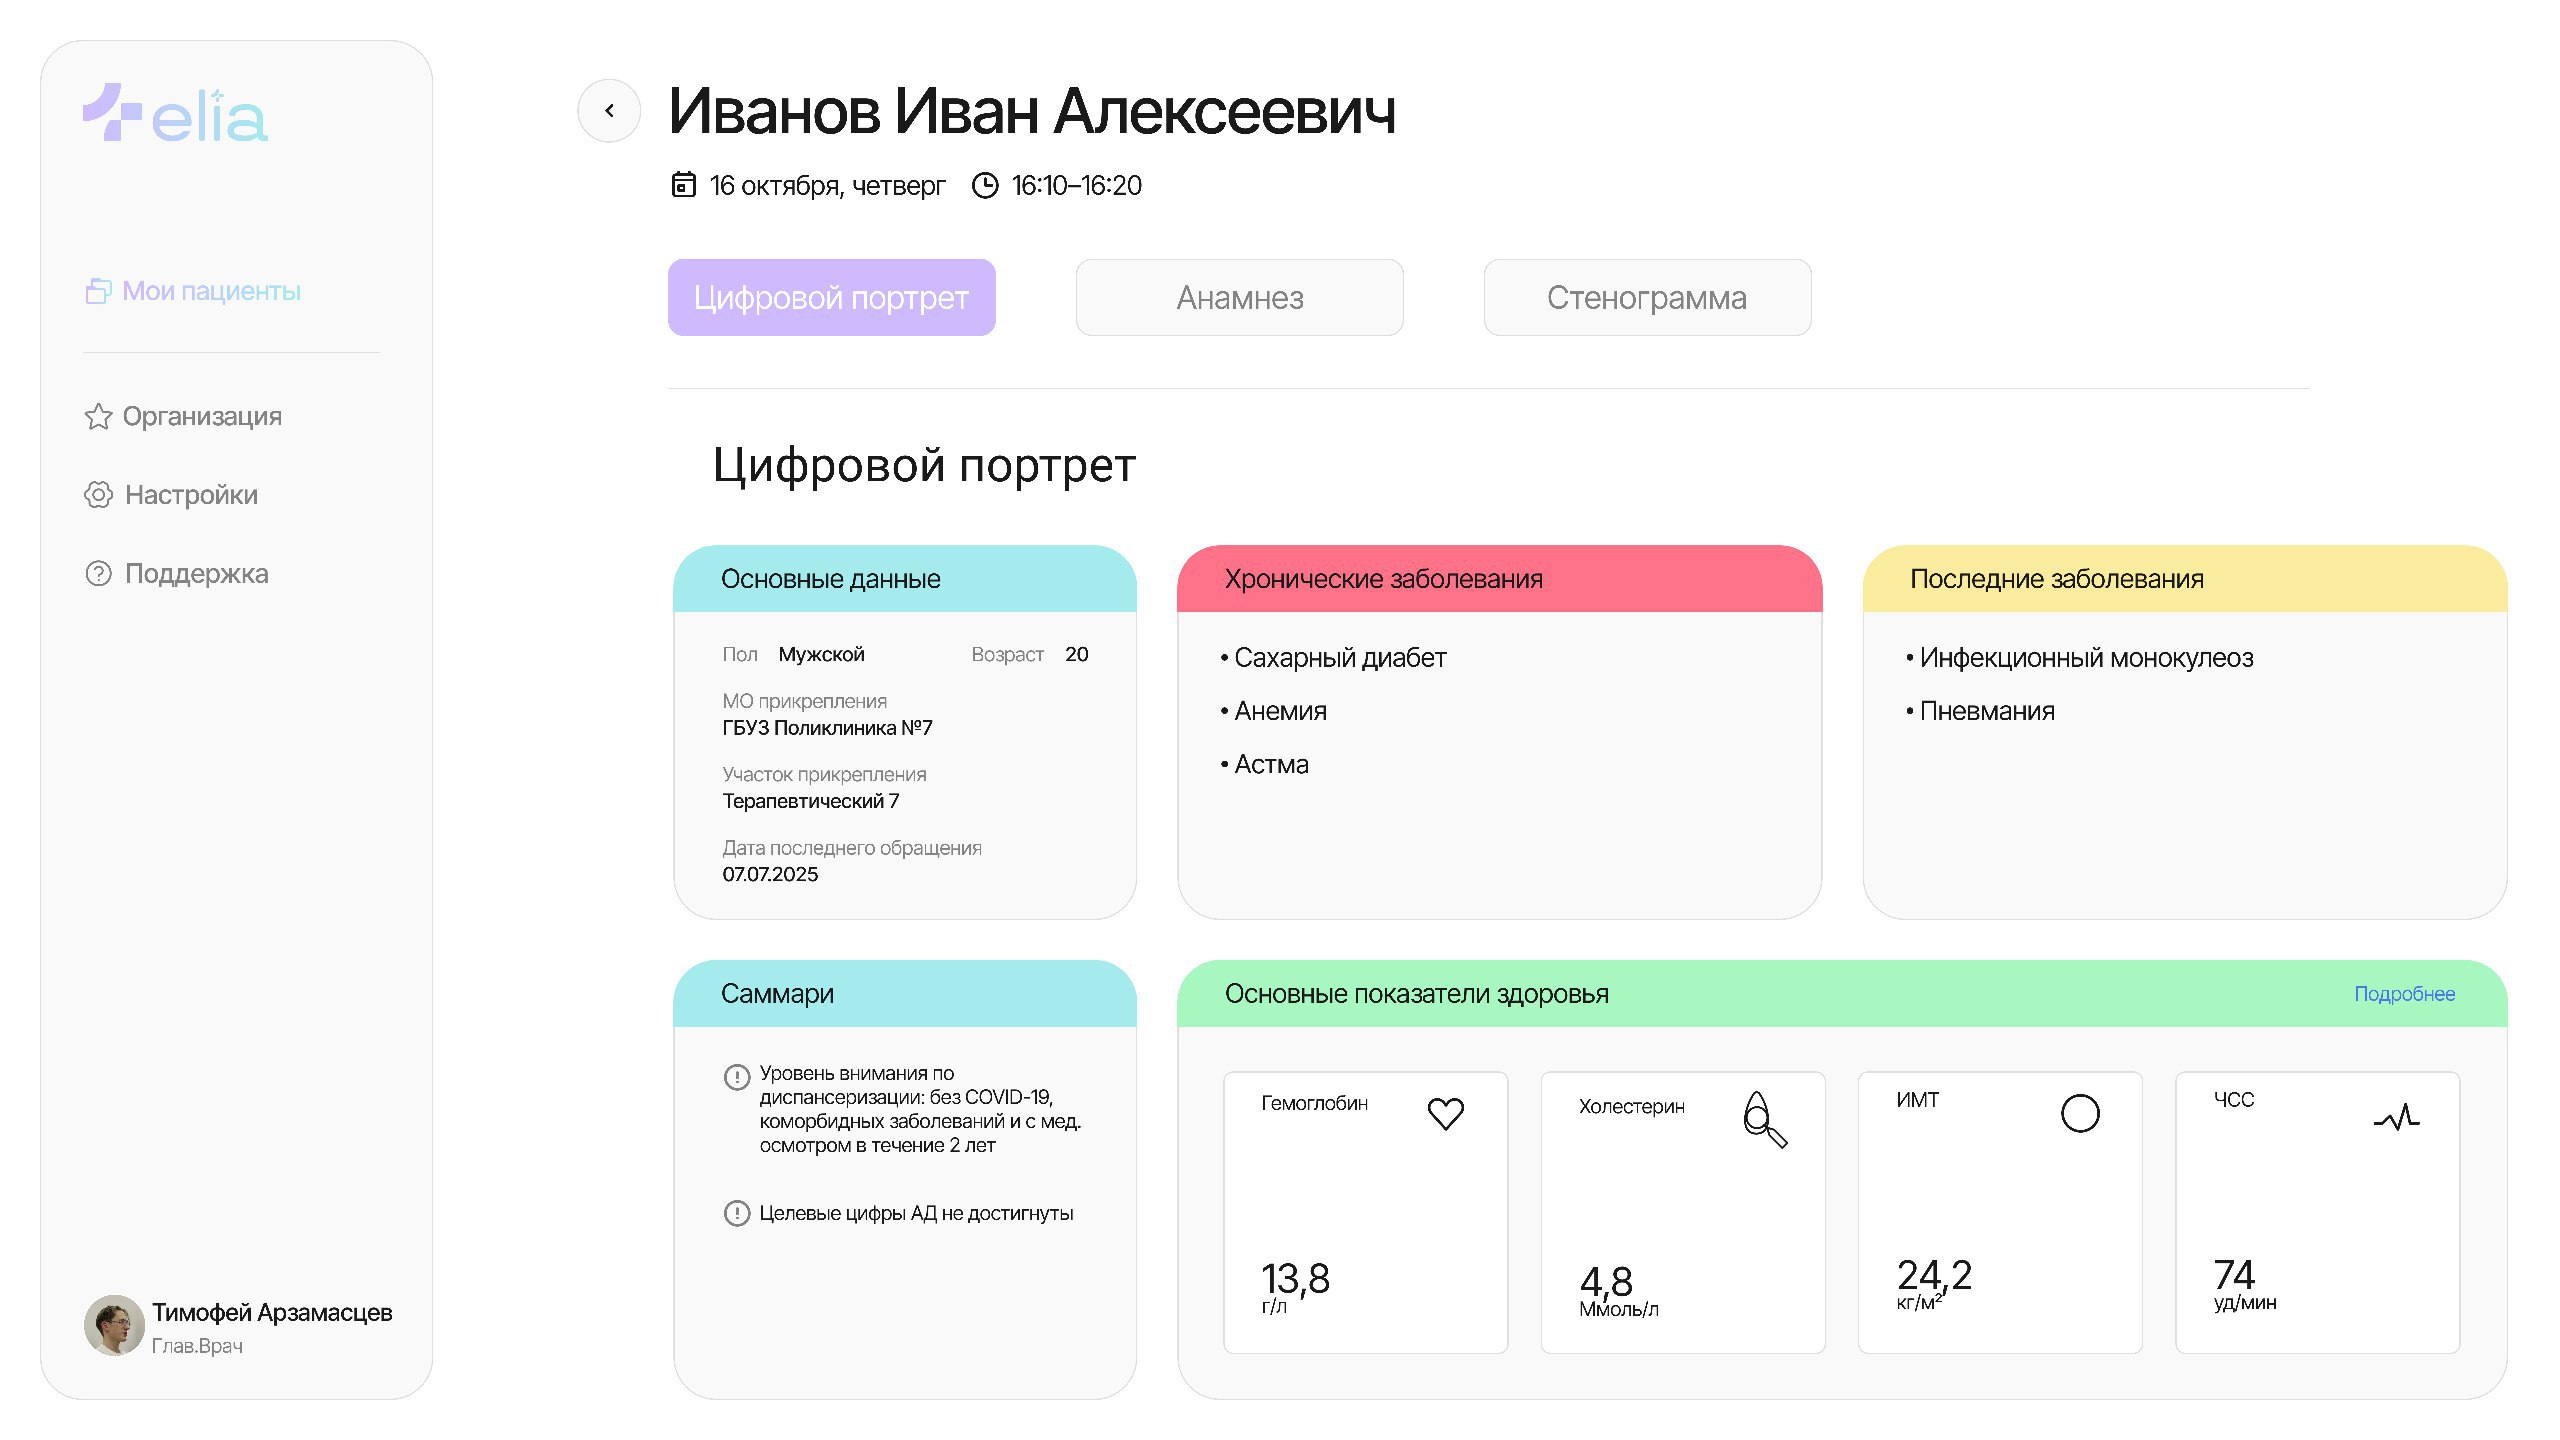 elia
Мои пациенты
Организация
Настройки
Поддержка
Тимофей Арзамасцев
Глав.Врач
Иванов Иван Алексеевич
16 октября, четверг 16:10–16:20
Цифровой портрет
Анамнез
Стенограмма
Цифровой портрет
Основные данные
Пол Мужской Возраст 20
МО прикрепления
ГБУЗ Поликлиника №7
Участок прикрепления
Терапевтический 7
Дата последнего обращения
07.07.2025
Хронические заболевания
• Сахарный диабет
• Анемия
• Астма
Последние заболевания
• Инфекционный монокулеоз
• Пневмания
Саммари
Уровень внимания по
диспансеризации: без COVID-19,
коморбидных заболеваний и с мед.
осмотром в течение 2 лет
Целевые цифры АД не достигнуты
Основные показатели здоровья
Подробнее
Гемоглобин
13,8
г/л
Холестерин
4,8
Ммоль/л
ИМТ
24,2
кг/м²
ЧСС
74
уд/мин